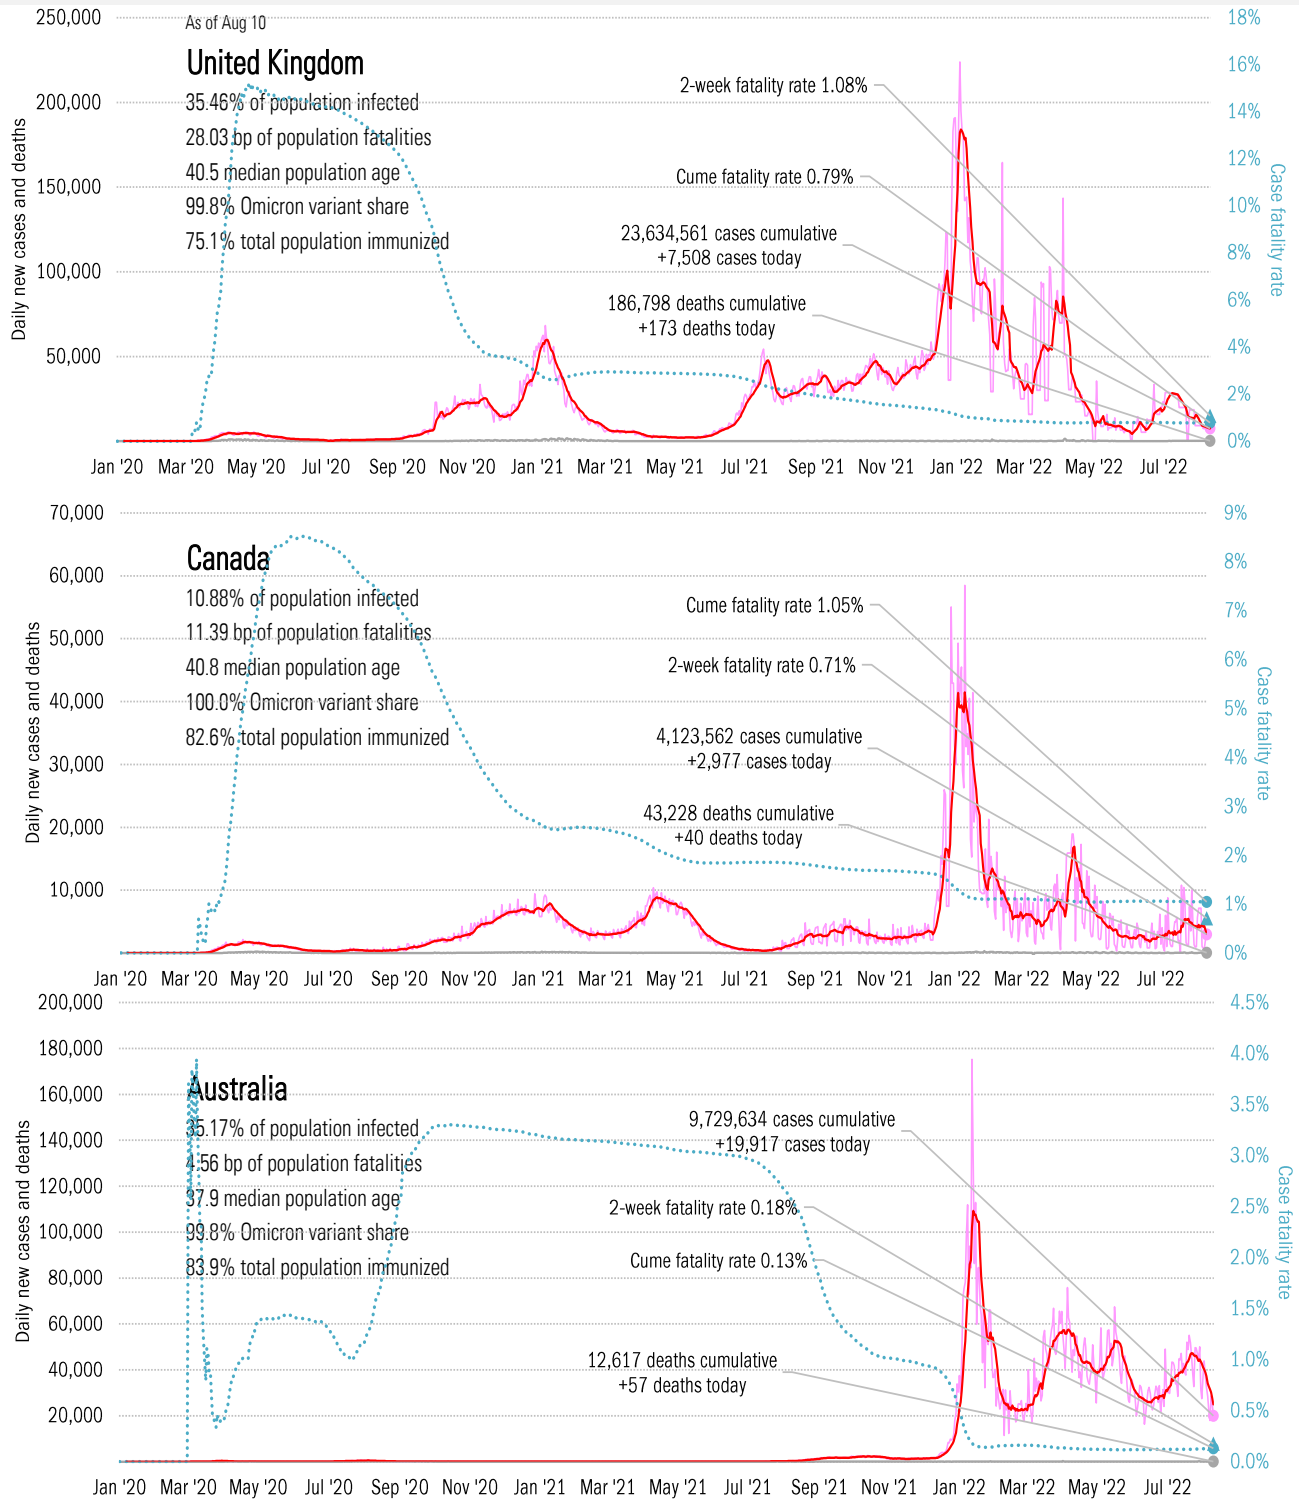 As of Aug 10
United Kingdom
35.46% of population infected
28.03 bp of population fatalities
40.5 median population age
99.8% Omicron variant share
75.1% total population immunized
2-week fatality rate 1.08%
Cume fatality rate 0.79%
23,634,561 cases cumulative
+7,508 cases today
186,798 deaths cumulative
+173 deaths today
Daily new cases and deaths
250,000
200,000
150,000
100,000
50,000
18%
16%
14%
12%
10%
8%
6%
4%
2%
0%
Case fatality rate
Jan '20 Mar '20 May '20 Jul '20 Sep '20 Nov '20 Jan '21 Mar '21 May '21 Jul '21 Sep '21 Nov '21 Jan '22 Mar '22 May '22 Jul '22
Canada
10.88% of population infected
11.39 bp of population fatalities
40.8 median population age
100.0% Omicron variant share
82.6% total population immunized
Cume fatality rate 1.05%
2-week fatality rate 0.71%
4,123,562 cases cumulative
+2,977 cases today
43,228 deaths cumulative
+40 deaths today
Daily new cases and deaths
70,000
60,000
50,000
40,000
30,000
20,000
10,000
9%
8%
7%
6%
5%
4%
3%
2%
1%
0%
Case fatality rate
Jan '20 Mar '20 May '20 Jul '20 Sep '20 Nov '20 Jan '21 Mar '21 May '21 Jul '21 Sep '21 Nov '21 Jan '22 Mar '22 May '22 Jul '22
Australia
35.17% of population infected
4.56 bp of population fatalities
37.9 median population age
99.8% Omicron variant share
83.9% total population immunized
9,729,634 cases cumulative
+19,917 cases today
2-week fatality rate 0.18%
Cume fatality rate 0.13%
12,617 deaths cumulative
+57 deaths today
Daily new cases and deaths
200,000
180,000
160,000
140,000
120,000
100,000
80,000
60,000
40,000
20,000
4.5%
4.0%
3.5%
3.0%
2.5%
2.0%
1.5%
1.0%
0.5%
0.0%
Case fatality rate
Jan '20 Mar '20 May '20 Jul '20 Sep '20 Nov '20 Jan '21 Mar '21 May '21 Jul '21 Sep '21 Nov '21 Jan '22 Mar '22 May '22 Jul '22